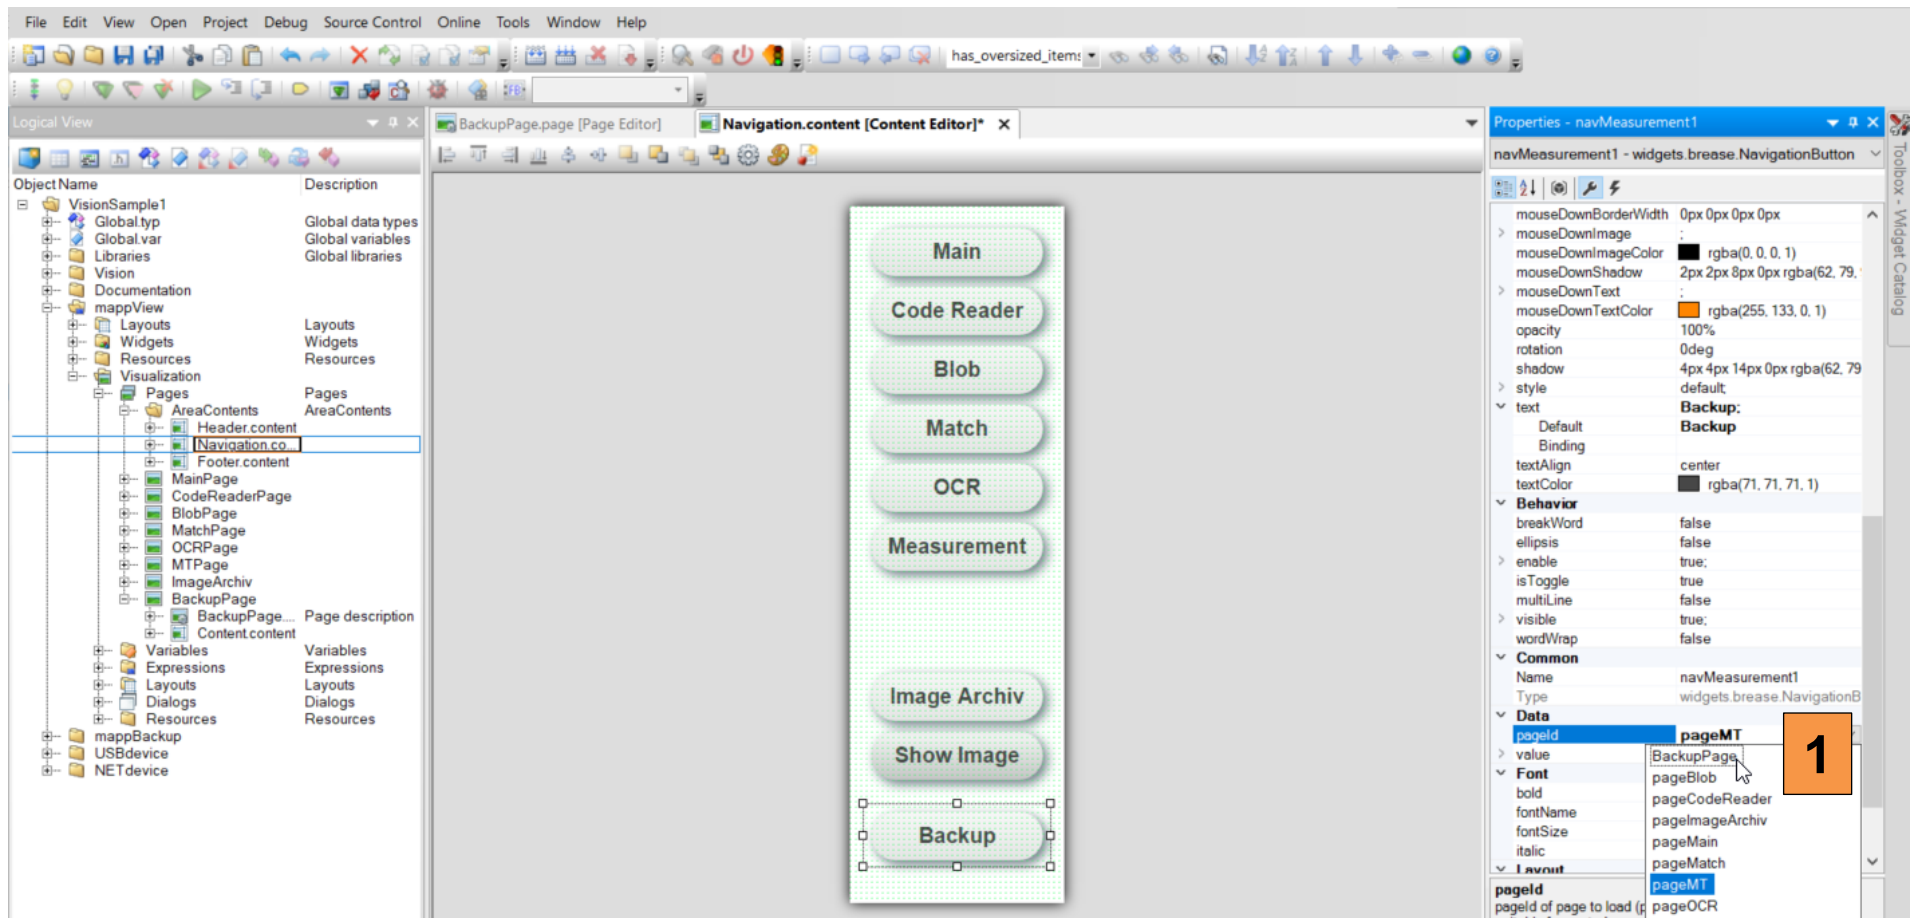 File Edit View Open Project Debug Source Control Online Tools Window Help
has_oversized_item:
Logical View
BackupPage.page [Page Editor] Navigation.content [Content Editor]* X
Properties - navMeasurement1
navMeasurement1 - widgets.brease.NavigationButton
Toolbox - Widget Catalog
Object Name Description
VisionSample1
Global.typ Global data types
Global.var Global variables
Libraries Global libraries
Vision
Documentation
mappView
Layouts Layouts
Widgets Widgets
Resources Resources
Visualization
Pages Pages
AreaContents AreaContents
Header.content
Navigation.co...
Footer.content
MainPage
CodeReaderPage
BlobPage
MatchPage
OCRPage
MTPage
ImageArchiv
BackupPage
BackupPage.... Page description
Content.content
Variables Variables
Expressions Expressions
Layouts Layouts
Dialogs Dialogs
Resources Resources
mappBackup
USBdevice
NETdevice
Main
Code Reader
Blob
Match
OCR
Measurement
Image Archiv
Show Image
Backup
mouseDownBorderWidth 0px 0px 0px 0px
mouseDownImage ;
mouseDownImageColor rgba(0, 0, 0, 1)
mouseDownShadow 2px 2px 8px 0px rgba(62, 79,
mouseDownText ;
mouseDownTextColor rgba(255, 133, 0, 1)
opacity 100%
rotation 0deg
shadow 4px 4px 14px 0px rgba(62, 79
style default;
text Backup;
Default Backup
Binding
textAlign center
textColor rgba(71, 71, 71, 1)
Behavior
breakWord false
ellipsis false
enable true;
isToggle true
multiLine false
visible true;
wordWrap false
Common
Name navMeasurement1
Type widgets.brease.NavigationB
Data
pageId pageMT
value
Font
bold
fontName
fontSize
italic
Layout
BackupPage
pageBlob
pageCodeReader
pageImageArchiv
pageMain
pageMatch
pageMT
pageOCR
1
pageId
pageId of page to load (p